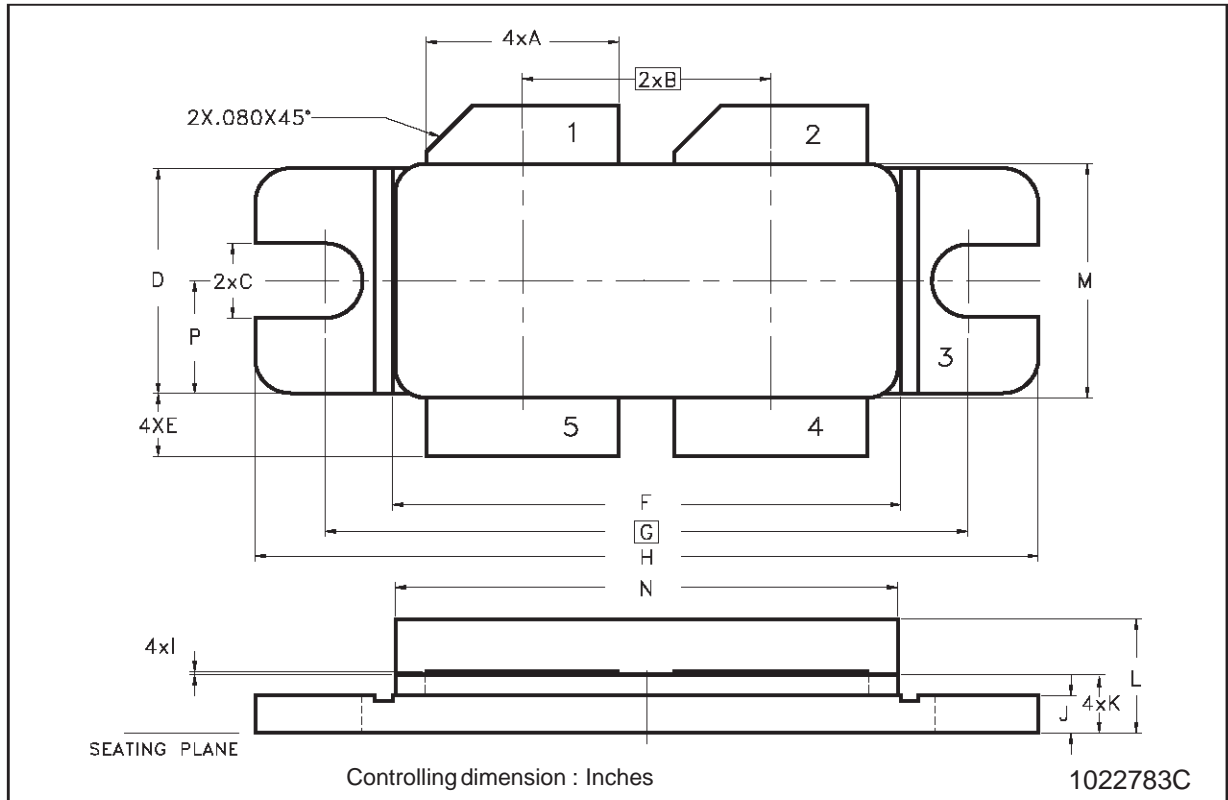 4xA
2xB
2X.080X45°
1
2
D
2xC
P
M
3
4XE
5
4
F
G
H
N
4xI
L
J
4xK
SEATING PLANE
Controlling dimension : Inches
1022783C